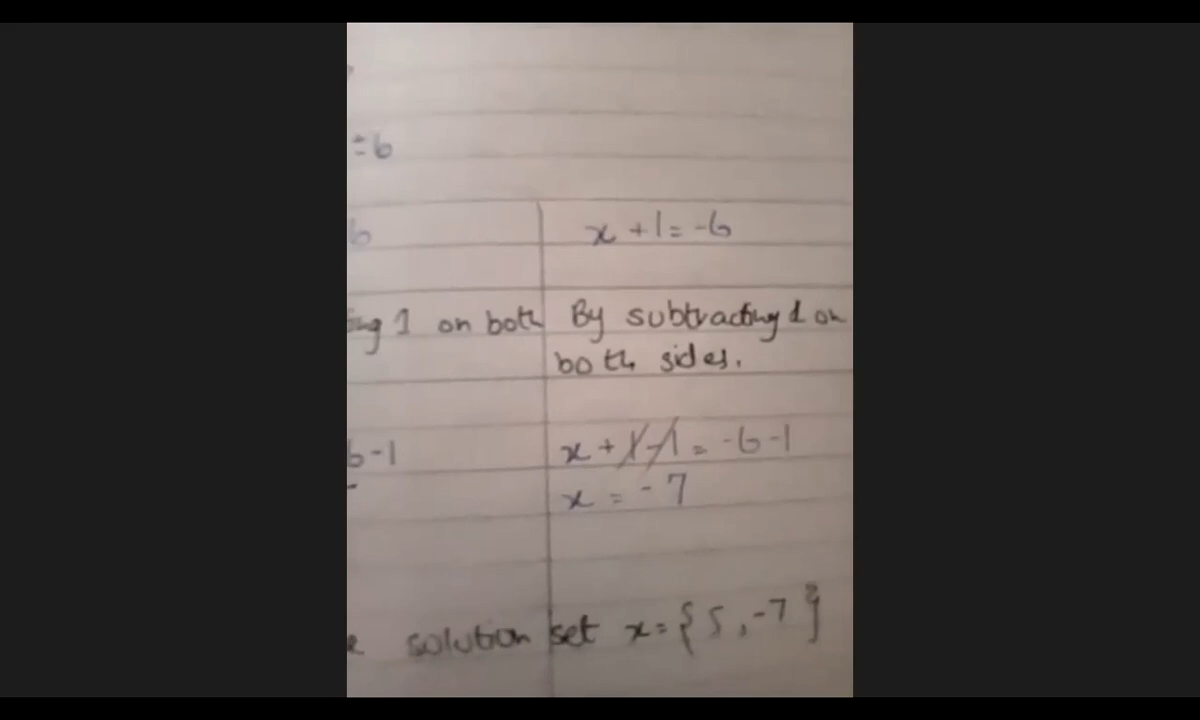 =6
6
x+1=-6
ing 1 on both
By subtracting 1 on
both sides.
6-1
x+1-1=-6-1
x=-7
solution set x={5,-7}